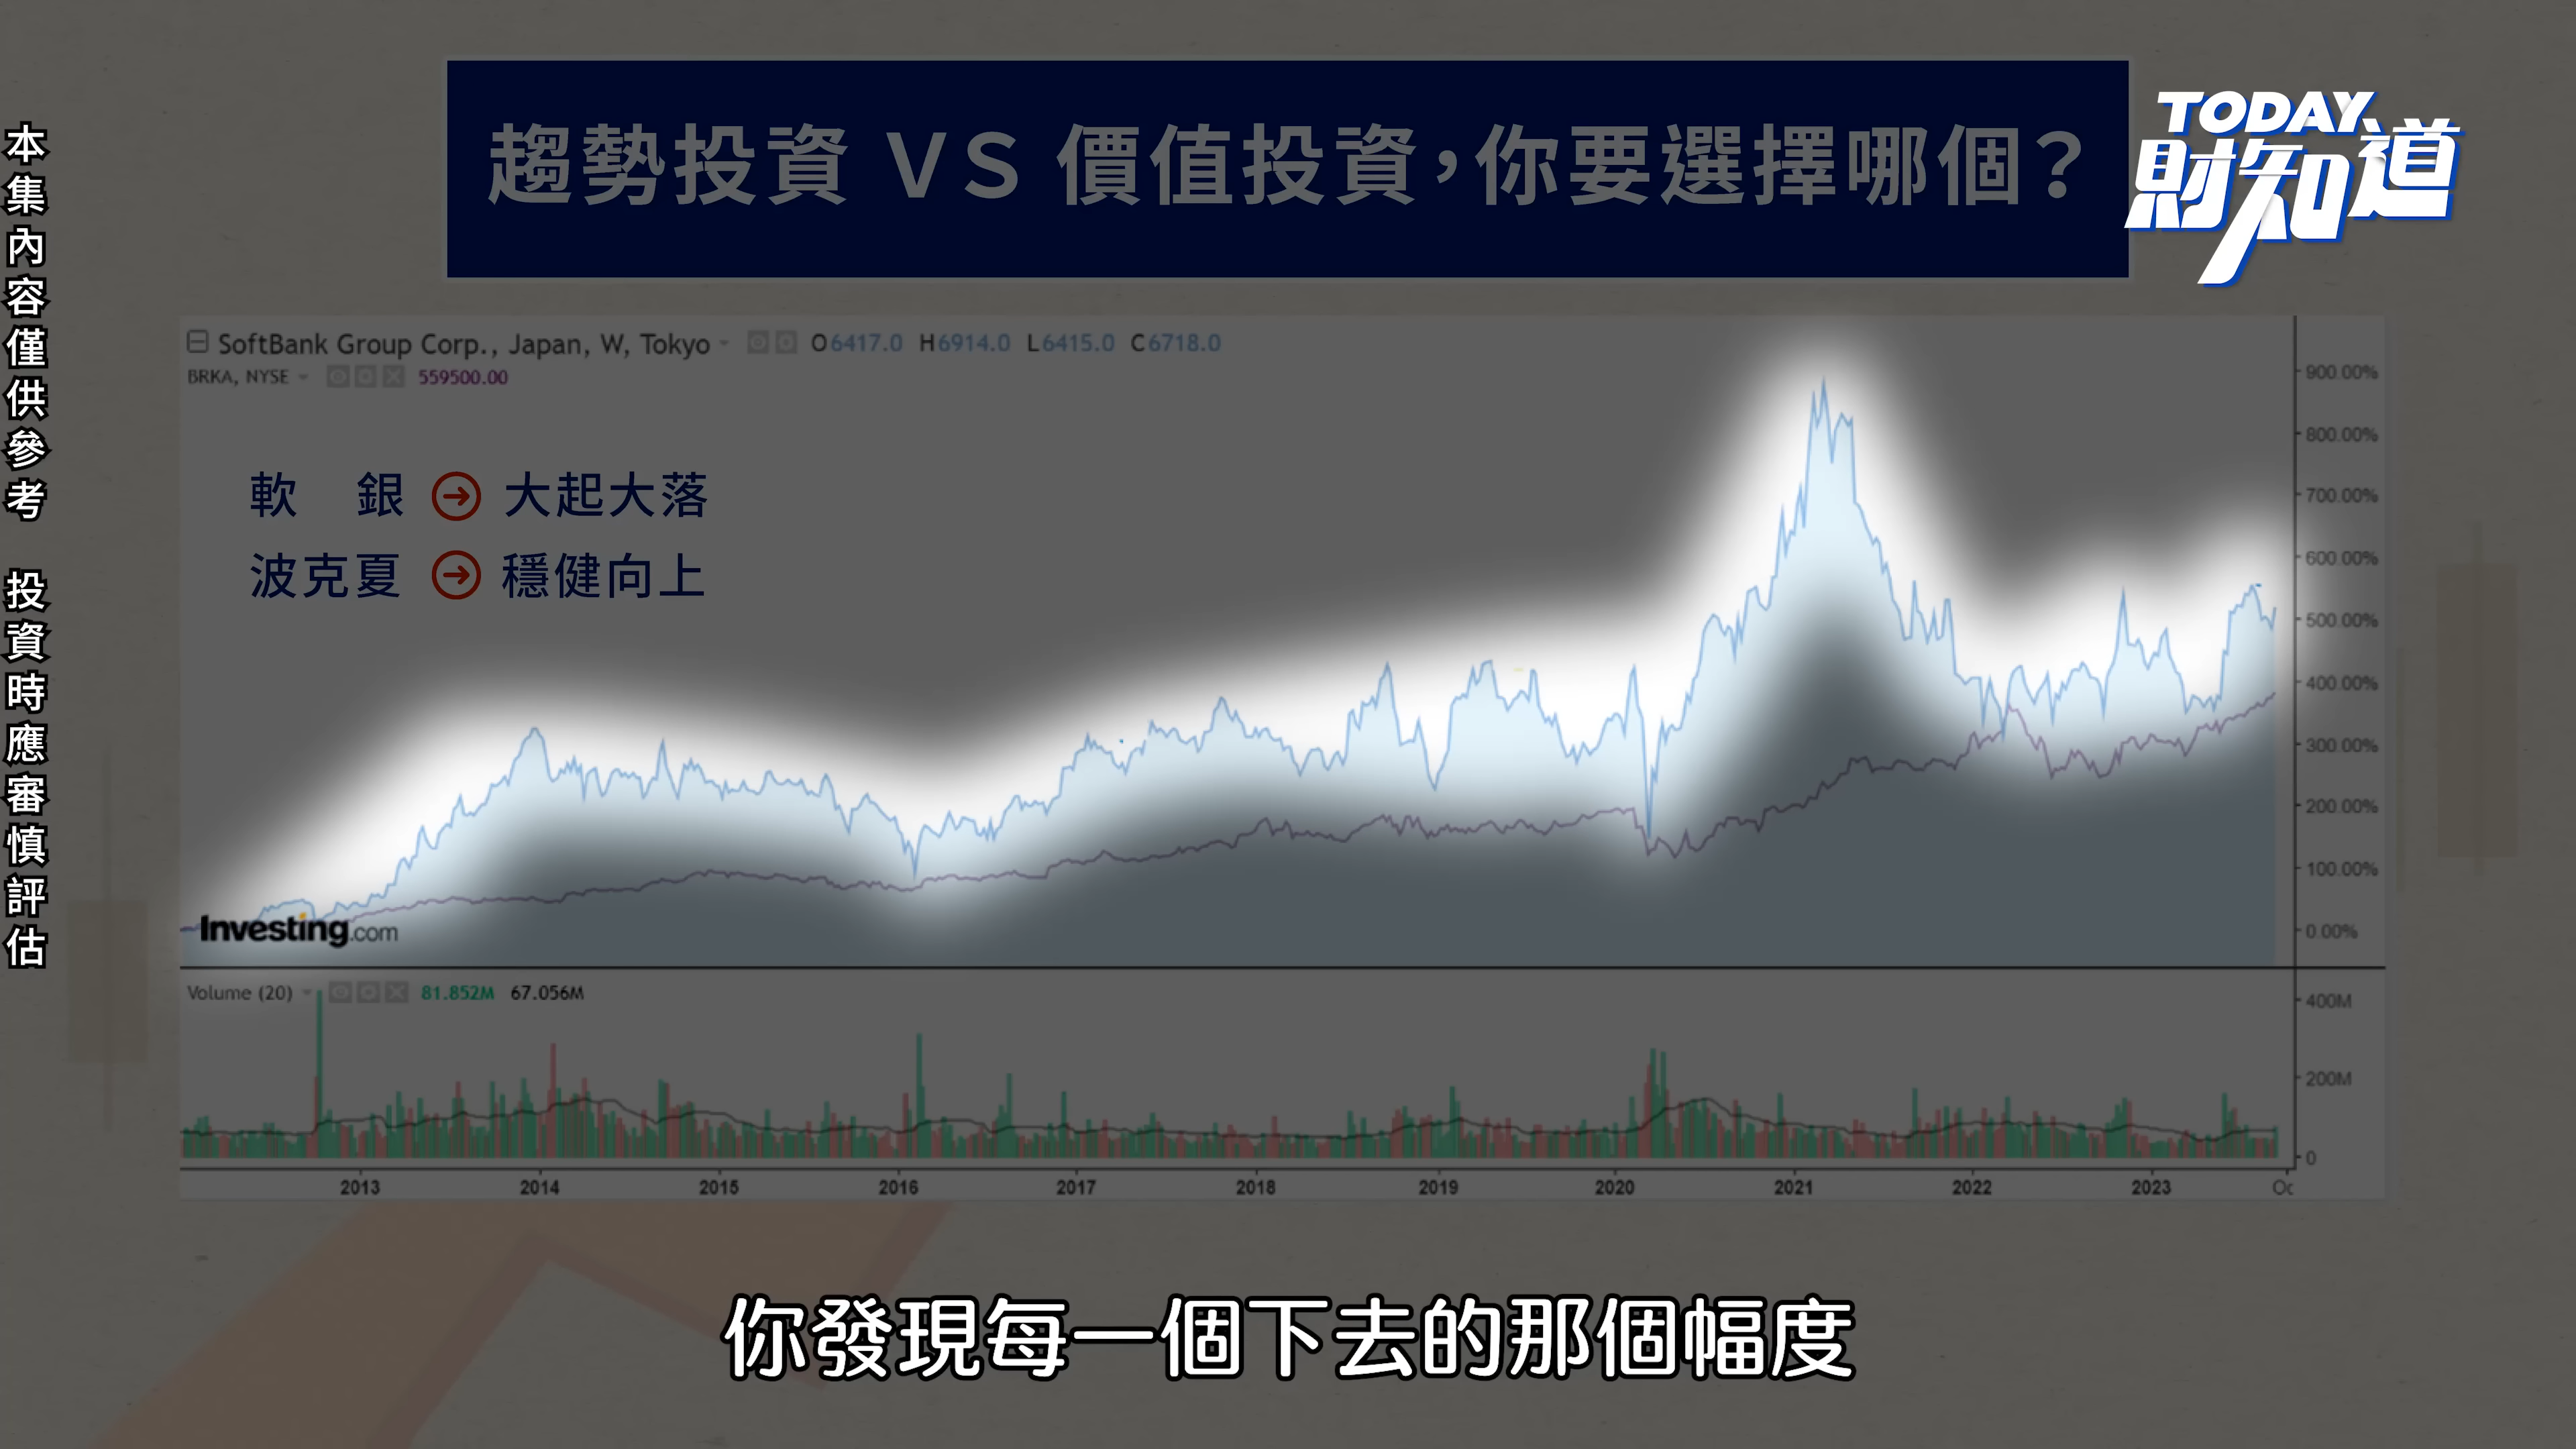 趨勢投資 VS 價值投資，你要選擇哪個？
TODAY
財知道
本集內容僅供參考 投資時應審慎評估
SoftBank Group Corp., Japan, W, Tokyo O6417.0 H6914.0 L6415.0 C6718.0
BRKA, NYSE 559500.00
軟 銀 大起大落
波克夏 穩健向上
900.00%
800.00%
700.00%
600.00%
500.00%
400.00%
300.00%
200.00%
100.00%
0.00%
Investing.com
Volume (20) 81.852M 67.056M
400M
200M
0
2013 2014 2015 2016 2017 2018 2019 2020 2021 2022 2023
你發現每一個下去的那個幅度